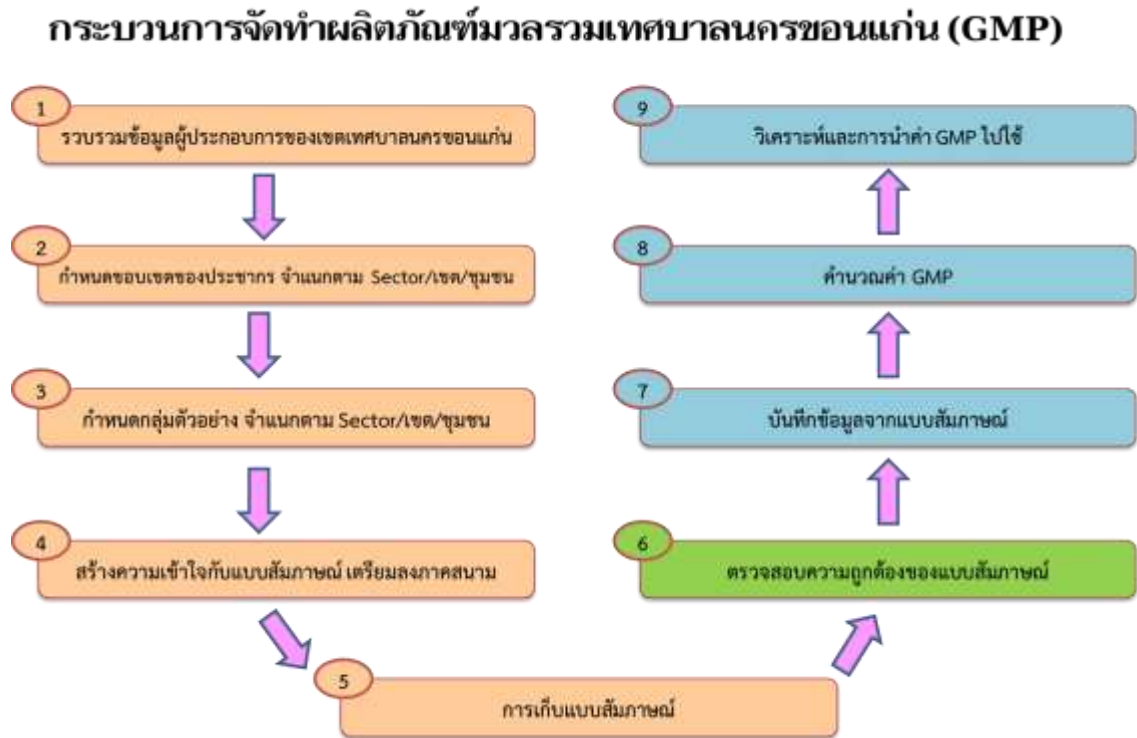 กระบวนการจัดทำผลิตภัณฑ์มวลรวมเทศบาลนครขอนแก่น (GMP)
1
รวบรวมข้อมูลผู้ประกอบการของเขตเทศบาลนครขอนแก่น
2
กำหนดขอบเขตของประชากร จำแนกตาม Sector/เขต/ชุมชน
3
กำหนดกลุ่มตัวอย่าง จำแนกตาม Sector/เขต/ชุมชน
4
สร้างความเข้าใจกับแบบสัมภาษณ์ เตรียมลงภาคสนาม
5
การเก็บแบบสัมภาษณ์
6
ตรวจสอบความถูกต้องของแบบสัมภาษณ์
7
บันทึกข้อมูลจากแบบสัมภาษณ์
8
คำนวณค่า GMP
9
วิเคราะห์และการนำค่า GMP ไปใช้